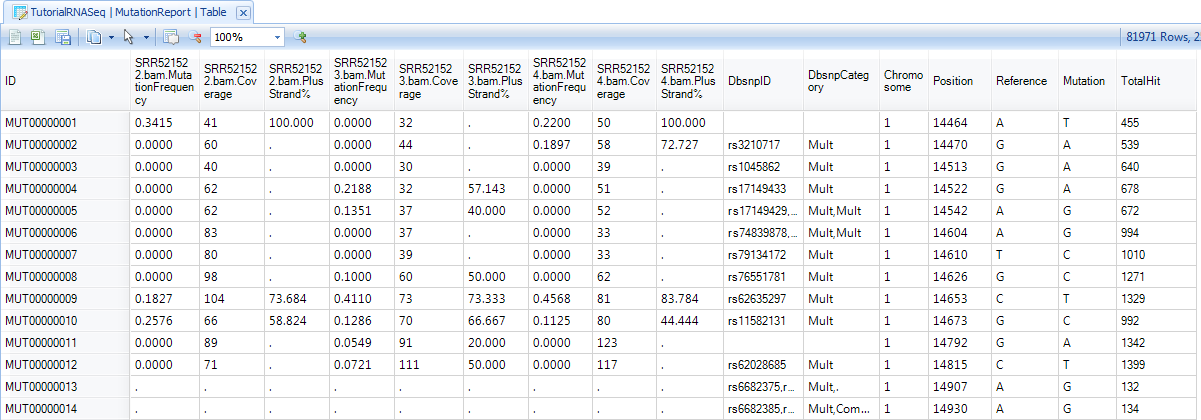 TutorialRNASeq | MutationReport | Table
100%
81971 Rows, 2
ID SRR521522.bam.MutationFrequency SRR521522.bam.Coverage SRR521522.bam.PlusStrand% SRR521523.bam.MutationFrequency SRR521523.bam.Coverage SRR521523.bam.PlusStrand% SRR521524.bam.MutationFrequency SRR521524.bam.Coverage SRR521524.bam.PlusStrand% DbsnpID DbsnpCategory Chromosome Position Reference Mutation TotalHit
MUT00000001 0.3415 41 100.000 0.0000 32 . 0.2200 50 100.000 1 14464 A T 455
MUT00000002 0.0000 60 . 0.0000 44 . 0.1897 58 72.727 rs3210717 Mult 1 14470 G A 539
MUT00000003 0.0000 40 . 0.0000 30 . 0.0000 39 . rs1045862 Mult 1 14513 G A 640
MUT00000004 0.0000 62 . 0.2188 32 57.143 0.0000 51 . rs17149433 Mult 1 14522 G A 678
MUT00000005 0.0000 62 . 0.1351 37 40.000 0.0000 52 . rs17149429,... Mult,Mult 1 14542 A G 672
MUT00000006 0.0000 83 . 0.0000 37 . 0.0000 33 . rs74839878,... Mult,Mult 1 14604 A G 994
MUT00000007 0.0000 80 . 0.0000 39 . 0.0000 33 . rs79134172 Mult 1 14610 T C 1010
MUT00000008 0.0000 98 . 0.1000 60 50.000 0.0000 62 . rs76551781 Mult 1 14626 G C 1271
MUT00000009 0.1827 104 73.684 0.4110 73 73.333 0.4568 81 83.784 rs62635297 Mult 1 14653 C T 1329
MUT00000010 0.2576 66 58.824 0.1286 70 66.667 0.1125 80 44.444 rs11582131 Mult 1 14673 G C 992
MUT00000011 0.0000 89 . 0.0549 91 20.000 0.0000 123 . 1 14792 G A 1342
MUT00000012 0.0000 71 . 0.0721 111 50.000 0.0000 117 . rs62028685 Mult 1 14815 C T 1399
MUT00000013 . . . . . . . . . rs6682375,r... Mult,. 1 14907 A G 132
MUT00000014 . . . . . . . . . rs6682385,r... Mult,Com... 1 14930 A G 134